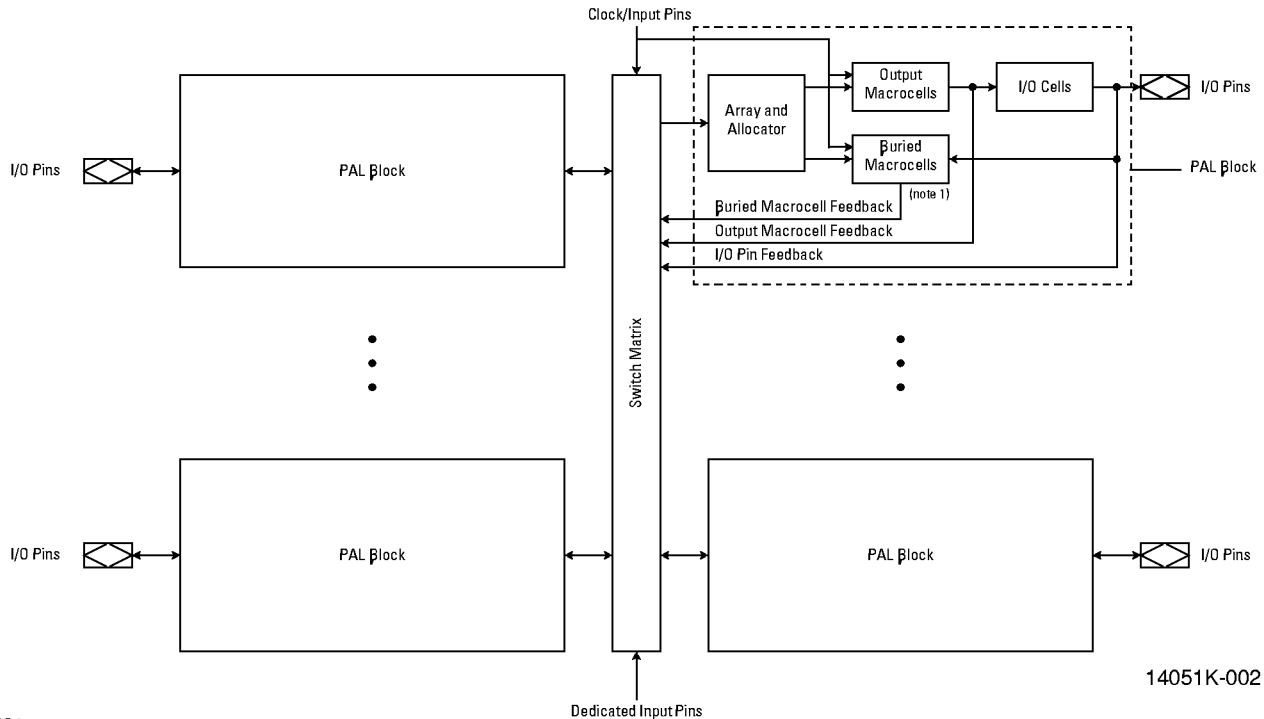 Clock/Input Pins
Output
Macrocells
I/O Cells
I/O Pins
Array and
Allocator
I/O Pins
PAL Block
Buried
Macrocells
PAL Block
(note 1)
Buried Macrocell Feedback
Output Macrocell Feedback
I/O Pin Feedback
Switch Matrix
I/O Pins
PAL Block
PAL Block
I/O Pins
14051K-002
Dedicated Input Pins